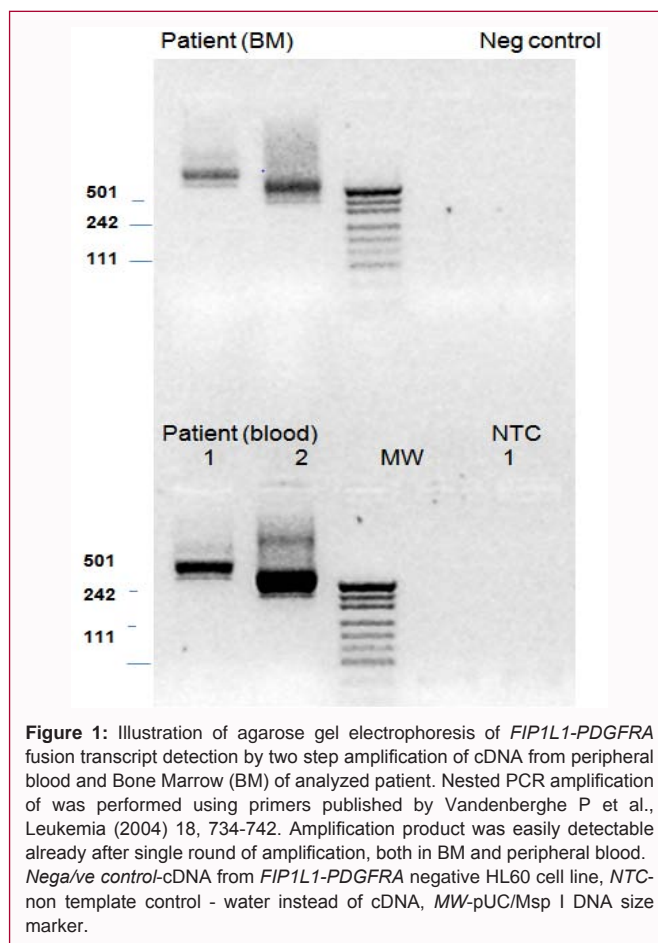 Patient (BM) Neg control
501
242
111
Patient (blood) NTC
1 2 MW 1
501
242
111
Figure 1: Illustration of agarose gel electrophoresis of FIP1L1-PDGFRA
fusion transcript detection by two step amplification of cDNA from peripheral
blood and Bone Marrow (BM) of analyzed patient. Nested PCR amplification
of was performed using primers published by Vandenberghe P et al.,
Leukemia (2004) 18, 734-742. Amplification product was easily detectable
already after single round of amplification, both in BM and peripheral blood.
Nega/ve control-cDNA from FIP1L1-PDGFRA negative HL60 cell line, NTC-
non template control - water instead of cDNA, MW-pUC/Msp I DNA size
marker.